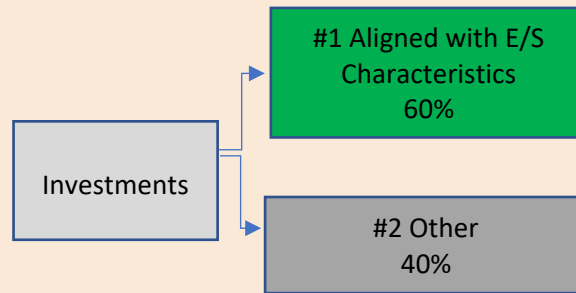 #1 Aligned with E/S
Characteristics
60%
Investments
#2 Other
40%